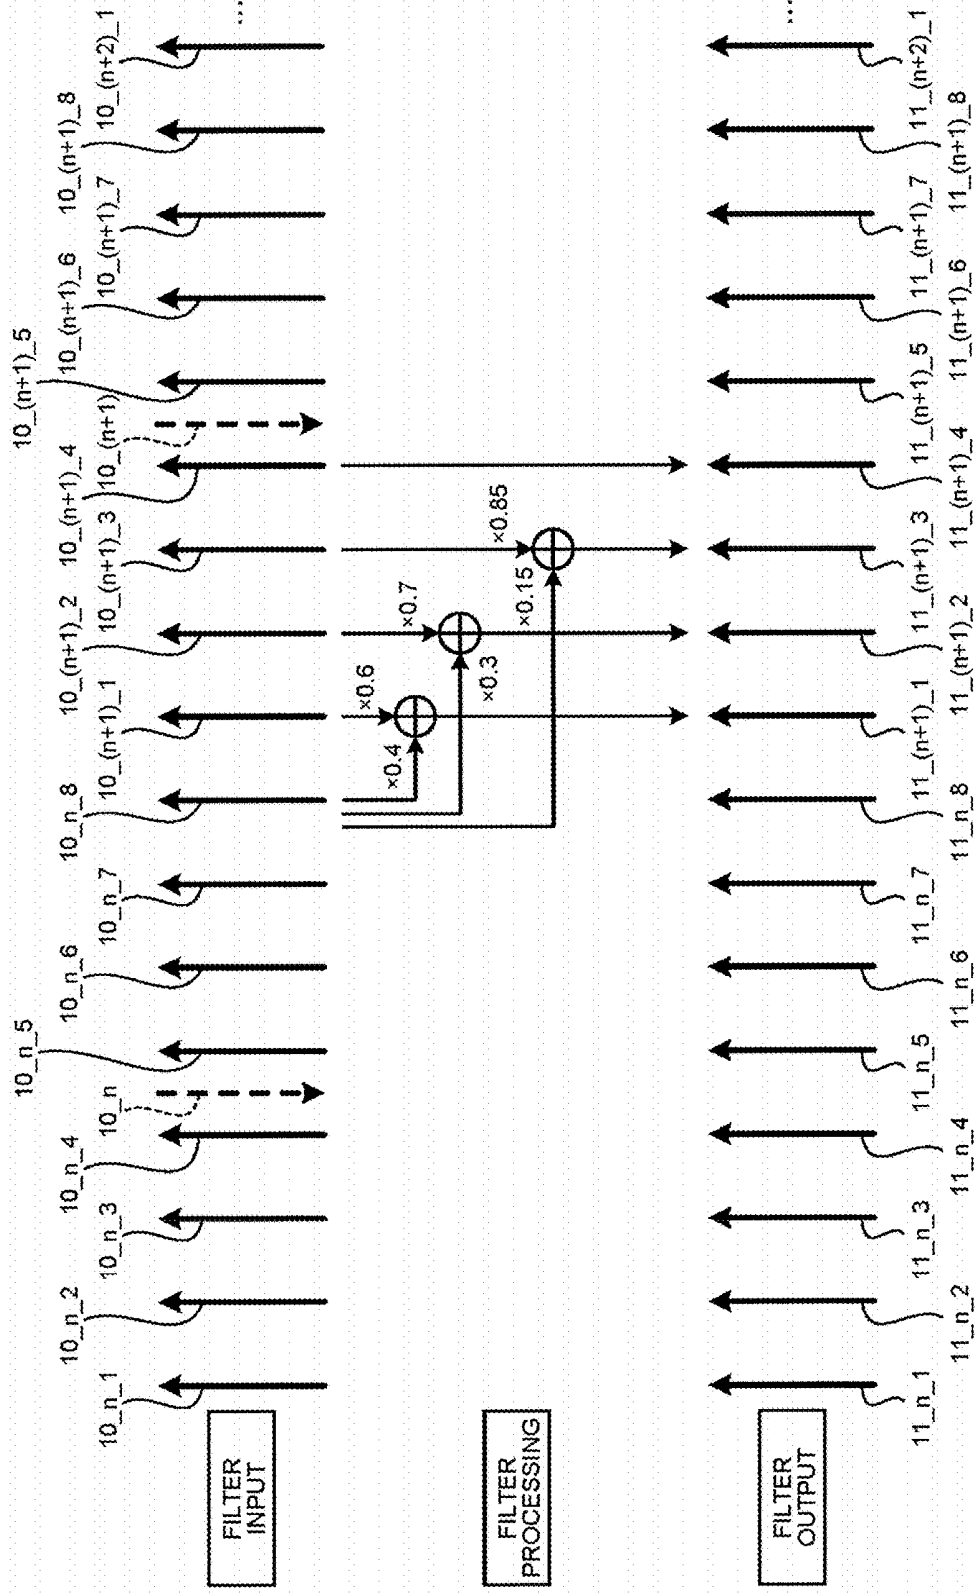 FILTER
INPUT
10_n_1
10_n_2
10_n_3
10_n_4
10_n
10_n_5
10_n_6
10_n_7
10_n_8
10_(n+1)_1
10_(n+1)_2
10_(n+1)_3
10_(n+1)_4
10_(n+1)
10_(n+1)_5
10_(n+1)_6
10_(n+1)_7
10_(n+1)_8
10_(n+2)_1
...
FILTER
PROCESSING
×0.4
×0.6
×0.3
×0.7
×0.15
×0.85
FILTER
OUTPUT
11_n_1
11_n_2
11_n_3
11_n_4
11_n_5
11_n_6
11_n_7
11_n_8
11_(n+1)_1
11_(n+1)_2
11_(n+1)_3
11_(n+1)_4
11_(n+1)_5
11_(n+1)_6
11_(n+1)_7
11_(n+1)_8
11_(n+2)_1
...